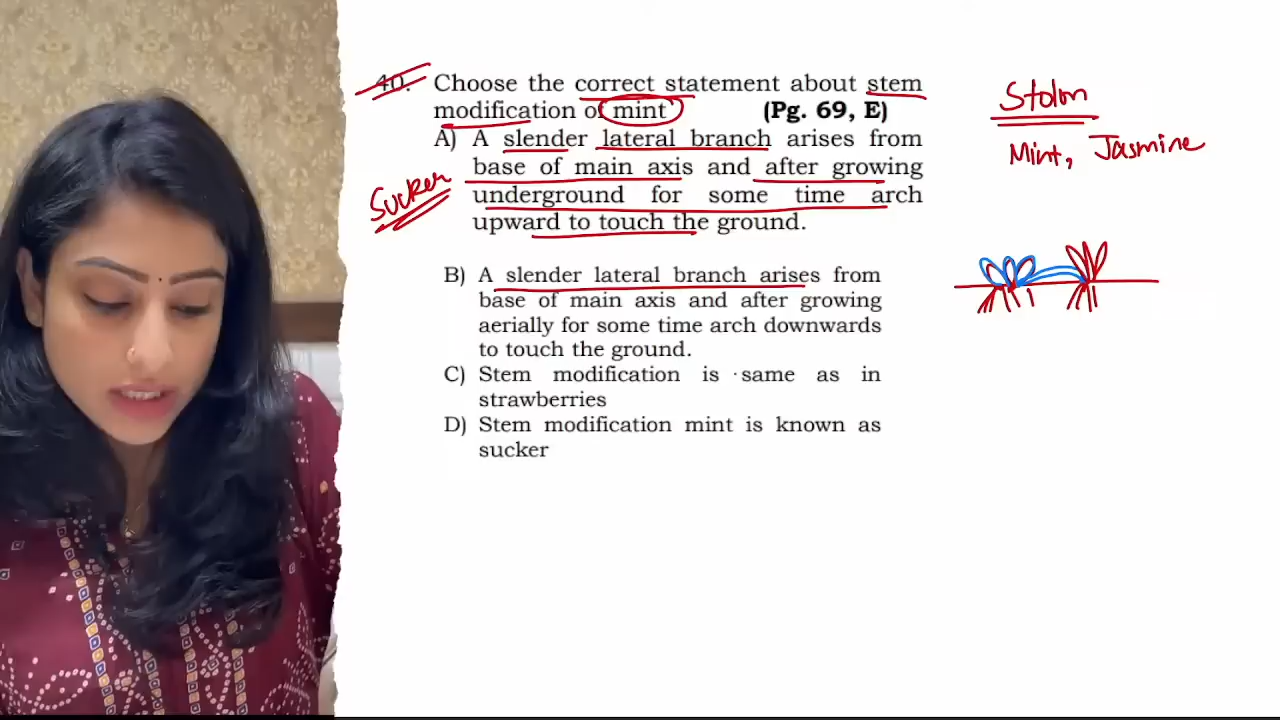 40. Choose the correct statement about stem
modification of mint (Pg. 69, E)
A) A slender lateral branch arises from
base of main axis and after growing
underground for some time arch
upward to touch the ground.
B) A slender lateral branch arises from
base of main axis and after growing
aerially for some time arch downwards
to touch the ground.
C) Stem modification is same as in
strawberries
D) Stem modification mint is known as
sucker
Sucker
Stolon
Mint, Jasmine